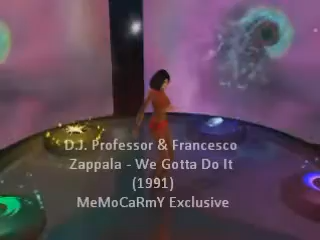 D.J. Professor & Francesco
Zappala - We Gotta Do It
(1991)
MeMoCaRmY Exclusive